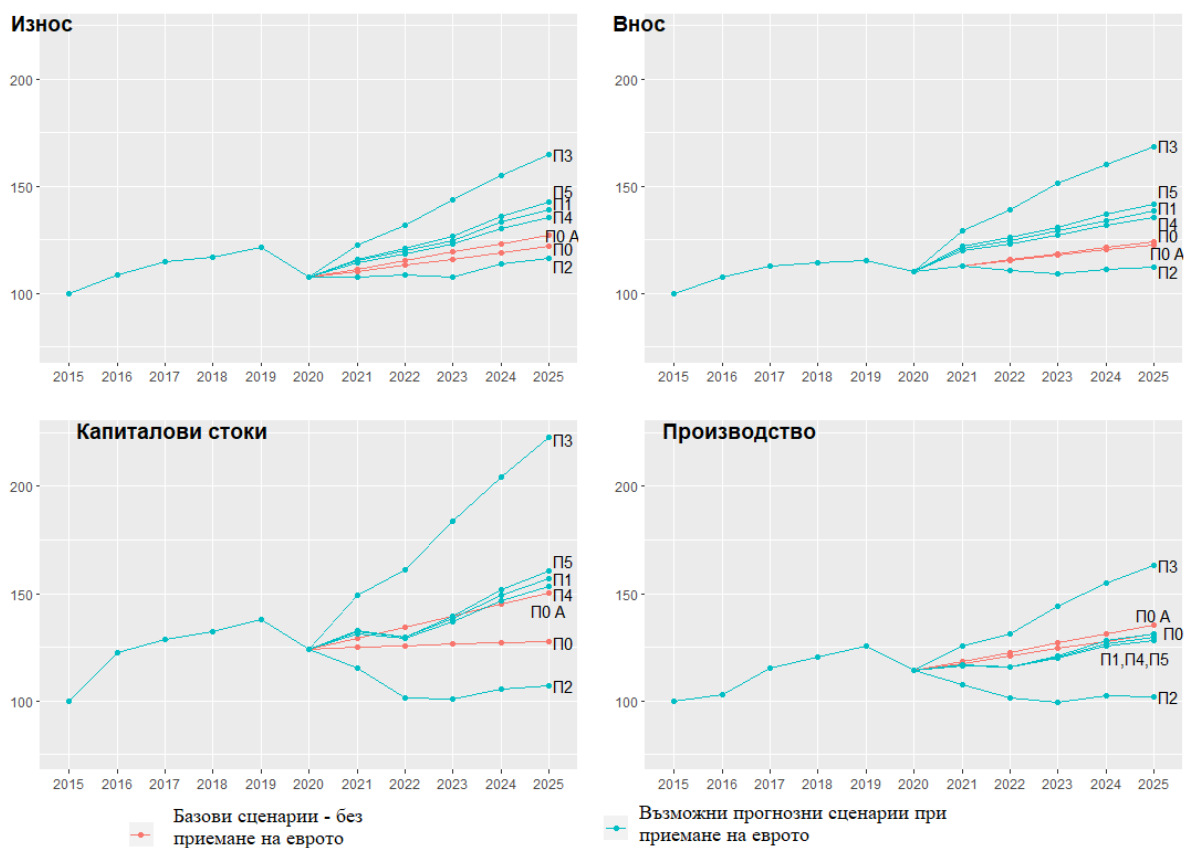 Износ
200
150
100
П3
П5
П1
П4
П0 А
П0
П2
2015 2016 2017 2018 2019 2020 2021 2022 2023 2024 2025
Внос
200
150
100
П3
П5
П1
П4
П0
П0 А
П2
2015 2016 2017 2018 2019 2020 2021 2022 2023 2024 2025
Капиталови стоки
200
150
100
П3
П5
П1
П4
П0 А
П0
П2
2015 2016 2017 2018 2019 2020 2021 2022 2023 2024 2025
Производство
200
150
100
П3
П0 А
П0
П1,П4,П5
П2
2015 2016 2017 2018 2019 2020 2021 2022 2023 2024 2025
Базови сценарии - без
приемане на еврото
Възможни прогнозни сценарии при
приемане на еврото